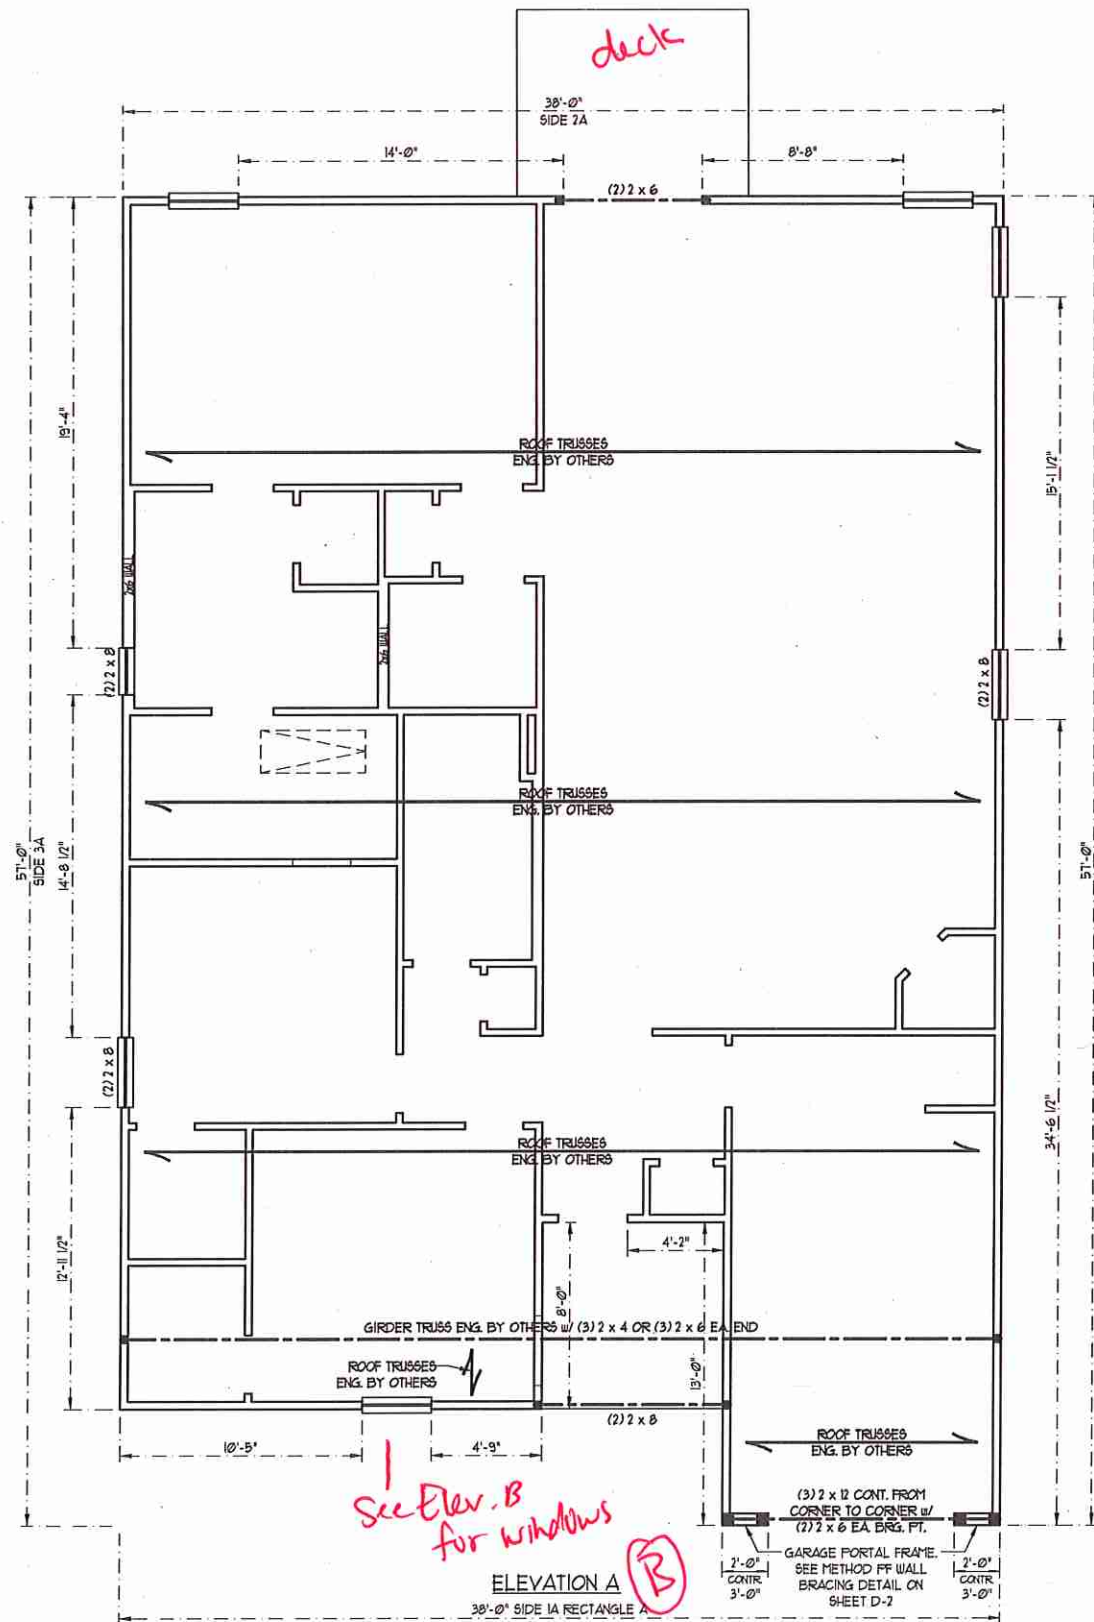 deck
38'-0"
SIDE 2A
14'-0"
8'-8"
(2) 2 x 6
19'-4"
ROOF TRUSSES
ENG. BY OTHERS
15'-1 1/2"
2x6 WALL
2x6 WALL
(2) 2 x 8
(2) 2 x 8
ROOF TRUSSES
ENG. BY OTHERS
57'-0"
SIDE 3A
14'-8 1/2"
57'-0"
(2) 2 x 8
34'-6 1/2"
ROOF TRUSSES
ENG. BY OTHERS
4'-2"
12'-11 1/2"
8'-0"
GIRDER TRUSS ENG. BY OTHERS w/ (3) 2 x 4 OR (3) 2 x 6 EA. END
ROOF TRUSSES
ENG. BY OTHERS
13'-0"
(2) 2 x 8
10'-5"
4'-9"
ROOF TRUSSES
ENG. BY OTHERS
See Elev. B
for windows
(3) 2 x 12 CONT. FROM
CORNER TO CORNER w/
(2) 2 x 6 EA. BRG. PT.
GARAGE PORTAL FRAME.
SEE METHOD PF WALL
BRACING DETAIL ON
SHEET D-2
2'-0"
CONTR.
3'-0"
2'-0"
CONTR.
3'-0"
ELEVATION A
B
38'-0" SIDE 1A RECTANGLE A